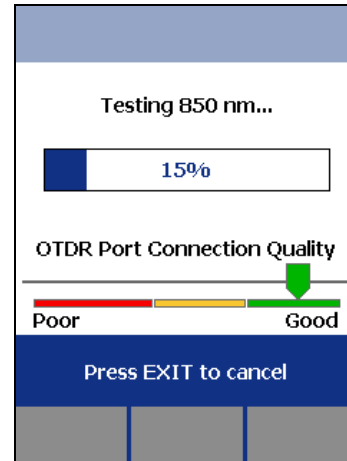 Testing 850 nm...
15%
OTDR Port Connection Quality
Poor Good
Press EXIT to cancel